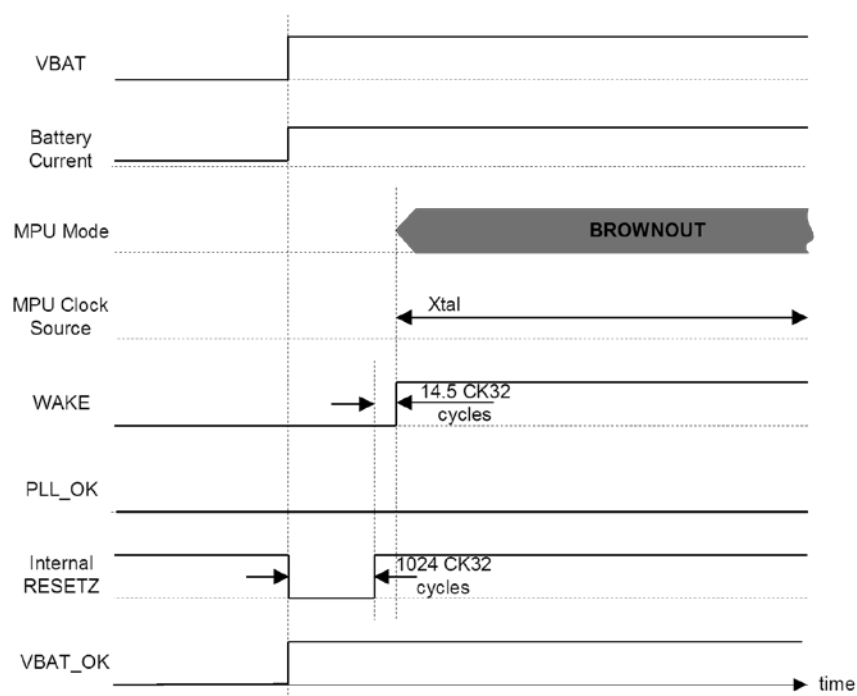 VBAT
Battery
Current
MPU Mode
BROWNOUT
MPU Clock
Source
Xtal
WAKE
14.5 CK32
cycles
PLL_OK
Internal
RESETZ
1024 CK32
cycles
VBAT_OK
time